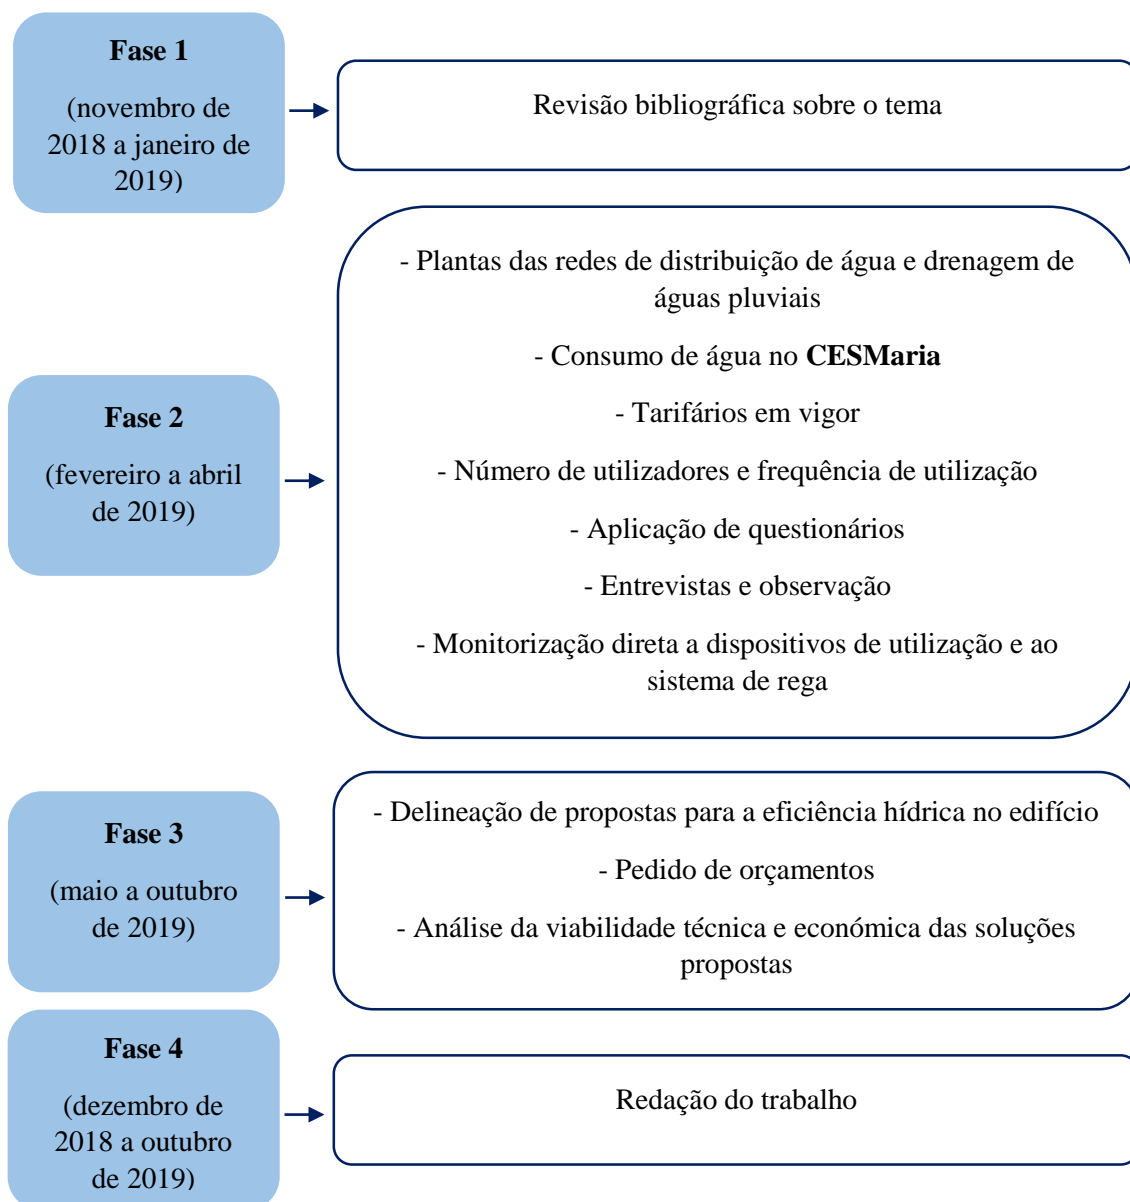 Fase 1
(novembro de
2018 a janeiro de
2019)
Revisão bibliográfica sobre o tema
Fase 2
(fevereiro a abril
de 2019)
- Plantas das redes de distribuição de água e drenagem de
águas pluviais
- Consumo de água no CESMaria
- Tarifários em vigor
- Número de utilizadores e frequência de utilização
- Aplicação de questionários
- Entrevistas e observação
- Monitorização direta a dispositivos de utilização e ao
sistema de rega
Fase 3
(maio a outubro
de 2019)
- Delineação de propostas para a eficiência hídrica no edifício
- Pedido de orçamentos
- Análise da viabilidade técnica e económica das soluções
propostas
Fase 4
(dezembro de
2018 a outubro
de 2019)
Redação do trabalho